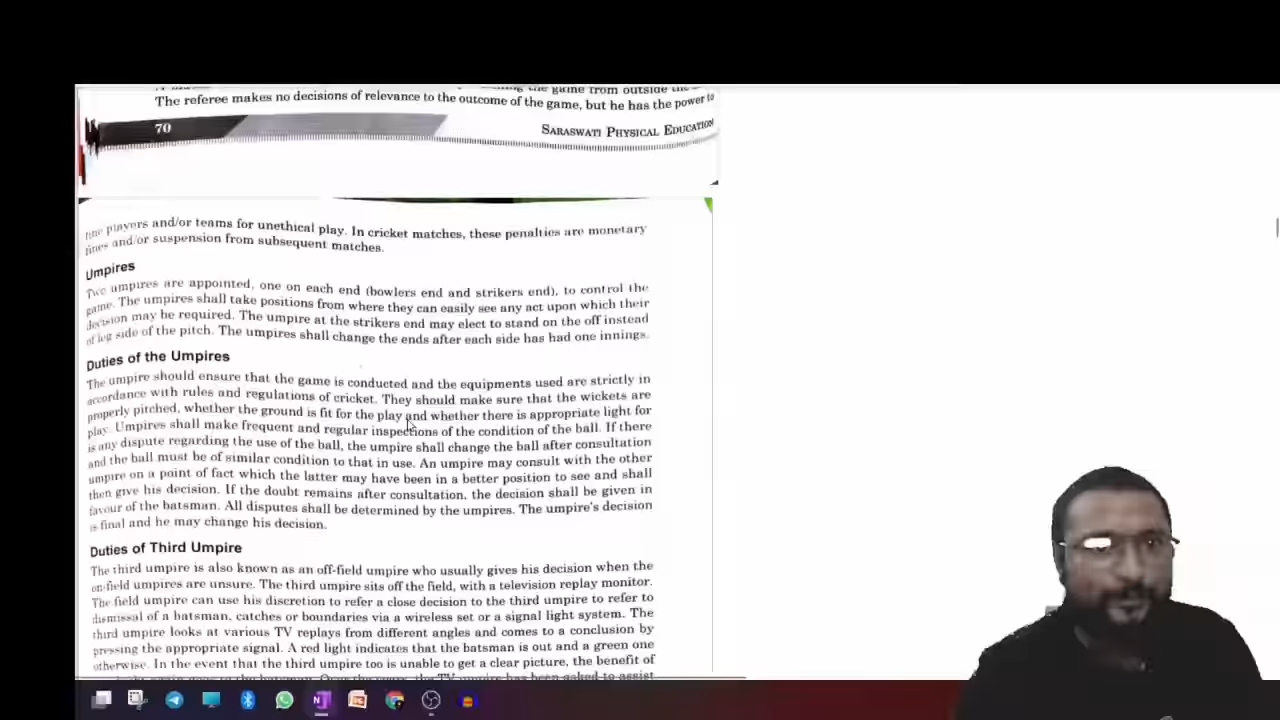 the game from outside the
The referee makes no decisions of relevance to the outcome of the game, but he has the power to
70
SARASWATI PHYSICAL EDUCATION
fine players and/or teams for unethical play. In cricket matches, these penalties are monetary
fines and/or suspension from subsequent matches.
Umpires
Two umpires are appointed, one on each end (bowlers end and strikers end), to control the
game. The umpires shall take positions from where they can easily see any act upon which their
decision may be required. The umpire at the strikers end may elect to stand on the off instead
of leg side of the pitch. The umpires shall change the ends after each side has had one innings.
Duties of the Umpires
The umpire should ensure that the game is conducted and the equipments used are strictly in
accordance with rules and regulations of cricket. They should make sure that the wickets are
properly pitched, whether the ground is fit for the play and whether there is appropriate light for
play. Umpires shall make frequent and regular inspections of the condition of the ball. If there
is any dispute regarding the use of the ball, the umpire shall change the ball after consultation
and the ball must be of similar condition to that in use. An umpire may consult with the other
umpire on a point of fact which the latter may have been in a better position to see and shall
then give his decision. If the doubt remains after consultation, the decision shall be given in
favour of the batsman. All disputes shall be determined by the umpires. The umpire's decision
is final and he may change his decision.
Duties of Third Umpire
The third umpire is also known as an off-field umpire who usually gives his decision when the
on-field umpires are unsure. The third umpire sits off the field, with a television replay monitor.
The field umpire can use his discretion to refer a close decision to the third umpire to refer to
dismissal of a batsman, catches or boundaries via a wireless set or a signal light system. The
third umpire looks at various TV replays from different angles and comes to a conclusion by
pressing the appropriate signal. A red light indicates that the batsman is out and a green one
otherwise. In the event that the third umpire too is unable to get a clear picture, the benefit of
the TV umpire has been asked to assist